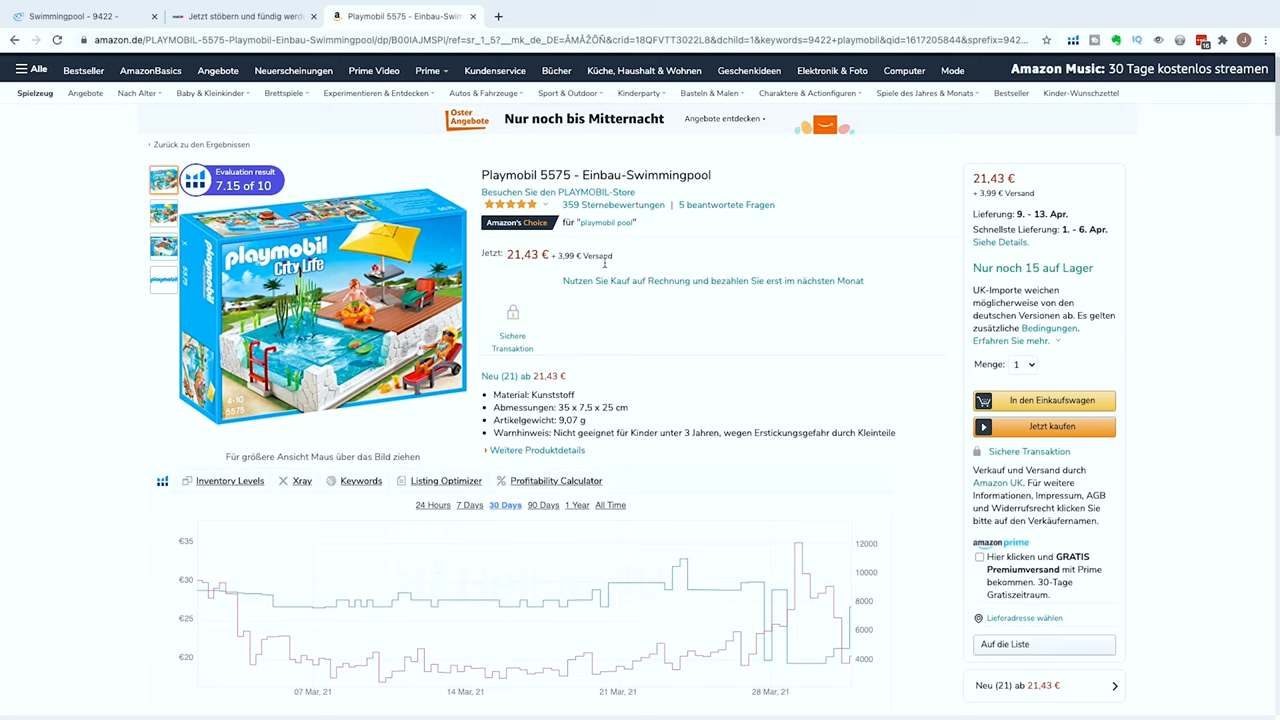 Swimmingpool - 9422 -
Jetzt stöbern und fündig werde
Playmobil 5575 - Einbau-Swim
amazon.de/PLAYMOBIL-5575-Playmobil-Einbau-Swimmingpool/dp/B00IAJMSPI/ref=sr_1_5?__mk_de_DE=ÅMÅŽÕÑ&crid=18QFVTT3022L8&dchild=1&keywords=9422+playmobil&qid=1617205844&sprefix=942...
Alle
Bestseller
AmazonBasics
Angebote
Neuerscheinungen
Prime Video
Prime
Kundenservice
Bücher
Küche, Haushalt & Wohnen
Geschenkideen
Elektronik & Foto
Computer
Mode
Amazon Music: 30 Tage kostenlos streamen
Spielzeug
Angebote
Nach Alter
Baby & Kleinkinder
Brettspiele
Experimentieren & Entdecken
Autos & Fahrzeuge
Sport & Outdoor
Kinderparty
Basteln & Malen
Charaktere & Actionfiguren
Spiele des Jahres & Monats
Bestseller
Kinder-Wunschzettel
Oster Angebote
Nur noch bis Mitternacht
Angebote entdecken
‹ Zurück zu den Ergebnissen
Evaluation result
7.15 of 10
playmobil
City Life
4-10
5575
playmobil
Für größere Ansicht Maus über das Bild ziehen
Playmobil 5575 - Einbau-Swimmingpool
Besuchen Sie den PLAYMOBIL-Store
359 Sternebewertungen | 5 beantwortete Fragen
Amazon's Choice für "playmobil pool"
Jetzt: 21,43 € + 3,99 € Versand
Nutzen Sie Kauf auf Rechnung und bezahlen Sie erst im nächsten Monat
Sichere
Transaktion
Neu (21) ab 21,43 €
• Material: Kunststoff
• Abmessungen: 35 x 7,5 x 25 cm
• Artikelgewicht: 9,07 g
• Warnhinweis: Nicht geeignet für Kinder unter 3 Jahren, wegen Erstickungsgefahr durch Kleinteile
› Weitere Produktdetails
21,43 €
+ 3,99 € Versand
Lieferung: 9. - 13. Apr.
Schnellste Lieferung: 1. - 6. Apr.
Siehe Details.
Nur noch 15 auf Lager
UK-Importe weichen
möglicherweise von den
deutschen Versionen ab. Es gelten
zusätzliche Bedingungen.
Erfahren Sie mehr.
Menge: 1
In den Einkaufswagen
Jetzt kaufen
Sichere Transaktion
Verkauf und Versand durch
Amazon UK. Für weitere
Informationen, Impressum, AGB
und Widerrufsrecht klicken Sie
bitte auf den Verkäufernamen.
amazon prime
Hier klicken und GRATIS
Premiumversand mit Prime
bekommen. 30-Tage
Gratiszeitraum.
Lieferadresse wählen
Auf die Liste
Neu (21) ab 21,43 €
Inventory Levels
Xray
Keywords
Listing Optimizer
Profitability Calculator
24 Hours 7 Days 30 Days 90 Days 1 Year All Time
€35
€30
€25
€20
12000
10000
8000
6000
4000
07 Mar, 21
14 Mar, 21
21 Mar, 21
28 Mar, 21